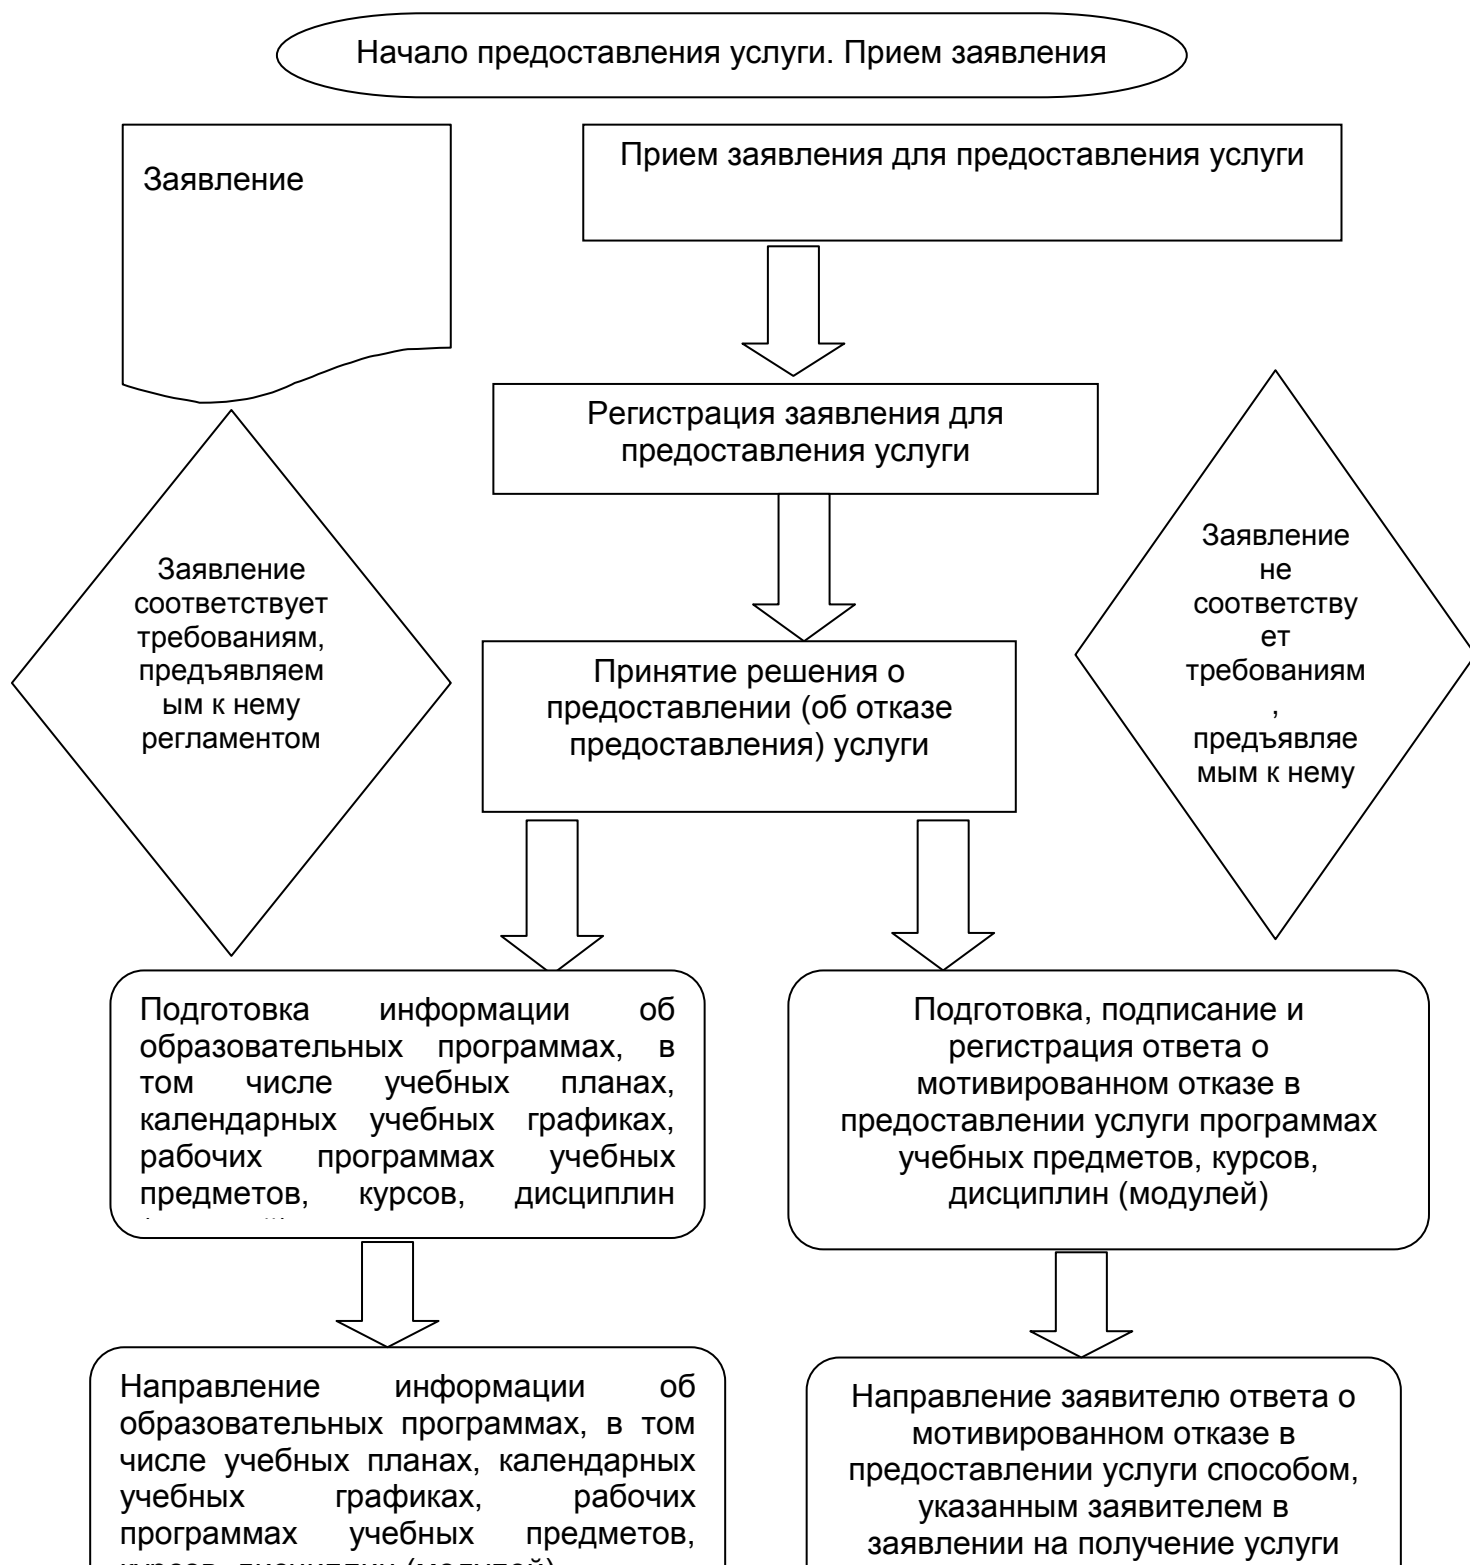 Начало предоставления услуги. Прием заявления
Заявление
Прием заявления для предоставления услуги
Регистрация заявления для
предоставления услуги
Заявление
соответствует
требованиям,
предъявляем
ым к нему
регламентом
Заявление
не
соответству
ет
требованиям
,
предъявляе
мым к нему
Принятие решения о
предоставлении (об отказе
предоставления) услуги
Подготовка информации об
образовательных программах, в
том числе учебных планах,
календарных учебных графиках,
рабочих программах учебных
предметов, курсов, дисциплин
Подготовка, подписание и
регистрация ответа о
мотивированном отказе в
предоставлении услуги программах
учебных предметов, курсов,
дисциплин (модулей)
Направление информации об
образовательных программах, в том
числе учебных планах, календарных
учебных графиках, рабочих
программах учебных предметов,
курсов, дисциплин (модулей)
Направление заявителю ответа о
мотивированном отказе в
предоставлении услуги способом,
указанным заявителем в
заявлении на получение услуги